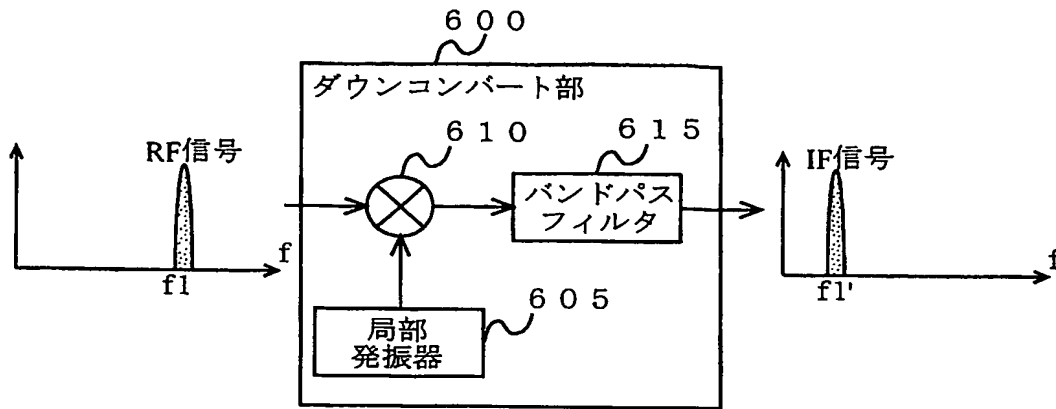 600
ダウンコンバート部
610
615
RF信号
IF信号
バンドパス
フィルタ
f
f
f1
f1'
605
局部
発振器